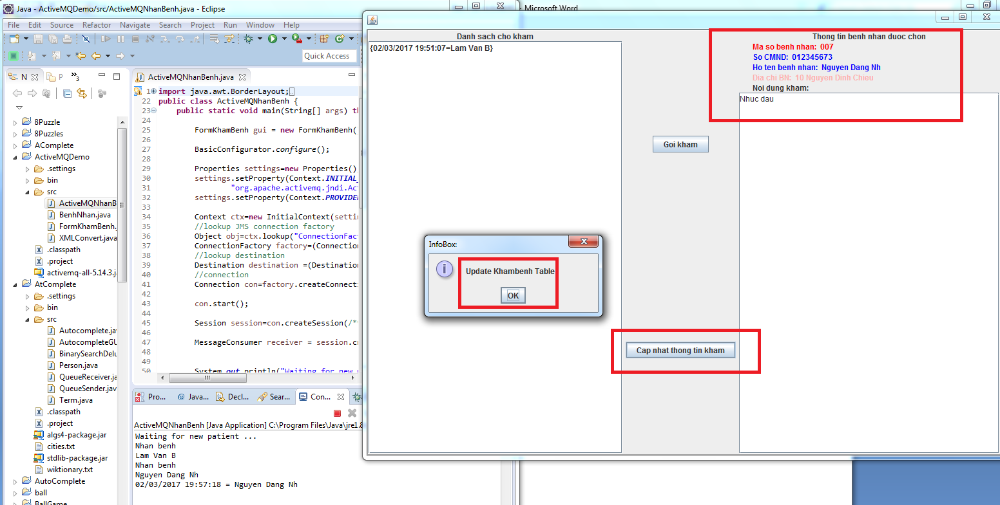 Java - ActiveMQDemo/src/ActiveMQNhanBenh.java - Eclipse
Microsoft Word
File Edit Source Refactor Navigate Search Project Run Window Help
Quick Access
N
P
»3
8Puzzle
8Puzzles
AComplete
ActiveMQDemo
.settings
bin
src
ActiveMQNhanB
BenhNhan.java
FormKhamBenh.
XMLConvert.java
.classpath
.project
activemq-all-5.14.3.j
AtComplete
.settings
bin
src
Autocomplete.ja
AutocompleteGU
BinarySearchDelu
Person.java
QueueReceiver.ja
QueueSender.jav
Term.java
.classpath
.project
algs4-package.jar
cities.txt
stdlib-package.jar
wiktionary.txt
AutoComplete
ball
BallGame
ActiveMQNhanBenh.java
1 import java.awt.BorderLayout;
22 public class ActiveMQNhanBenh {
23 public static void main(String[] args) th
24
25 FormKhamBenh gui = new FormKhamBenh(
26
27 BasicConfigurator.configure();
28
29 Properties settings=new Properties()
30 settings.setProperty(Context.INITIAL
31 "org.apache.activemq.jndi.Ac
32 settings.setProperty(Context.PROVIDE
33
34 Context ctx=new InitialContext(settin
35 //lookup JMS connection factory
36 Object obj=ctx.lookup("ConnectionFac
37 ConnectionFactory factory=(Connection
38 //lookup destination
39 Destination destination =(Destination
40 //connection
41 Connection con=factory.createConnecti
42
43 con.start();
44
45 Session session=con.createSession(/*
46
47 MessageConsumer receiver = session.cr
48
49
50 System.out.println("Waiting for new
Pro... @ Java... Decl... Sear... Con...
ActiveMQNhanBenh [Java Application] C:\Program Files\Java\jre1.8
Waiting for new patient ...
Nhan benh
Lam Van B
Nhan benh
Nguyen Dang Nh
02/03/2017 19:57:18 = Nguyen Dang Nh
Danh sach cho kham
{02/03/2017 19:51:07=Lam Van B}
Goi kham
Cap nhat thong tin kham
Thong tin benh nhan duoc chon
Ma so benh nhan: 007
So CMND: 012345673
Ho ten benh nhan: Nguyen Dang Nh
Dia chi BN: 10 Nguyen Dinh Chieu
Noi dung kham:
Nhuc dau
InfoBox:
Update Khambenh Table
OK